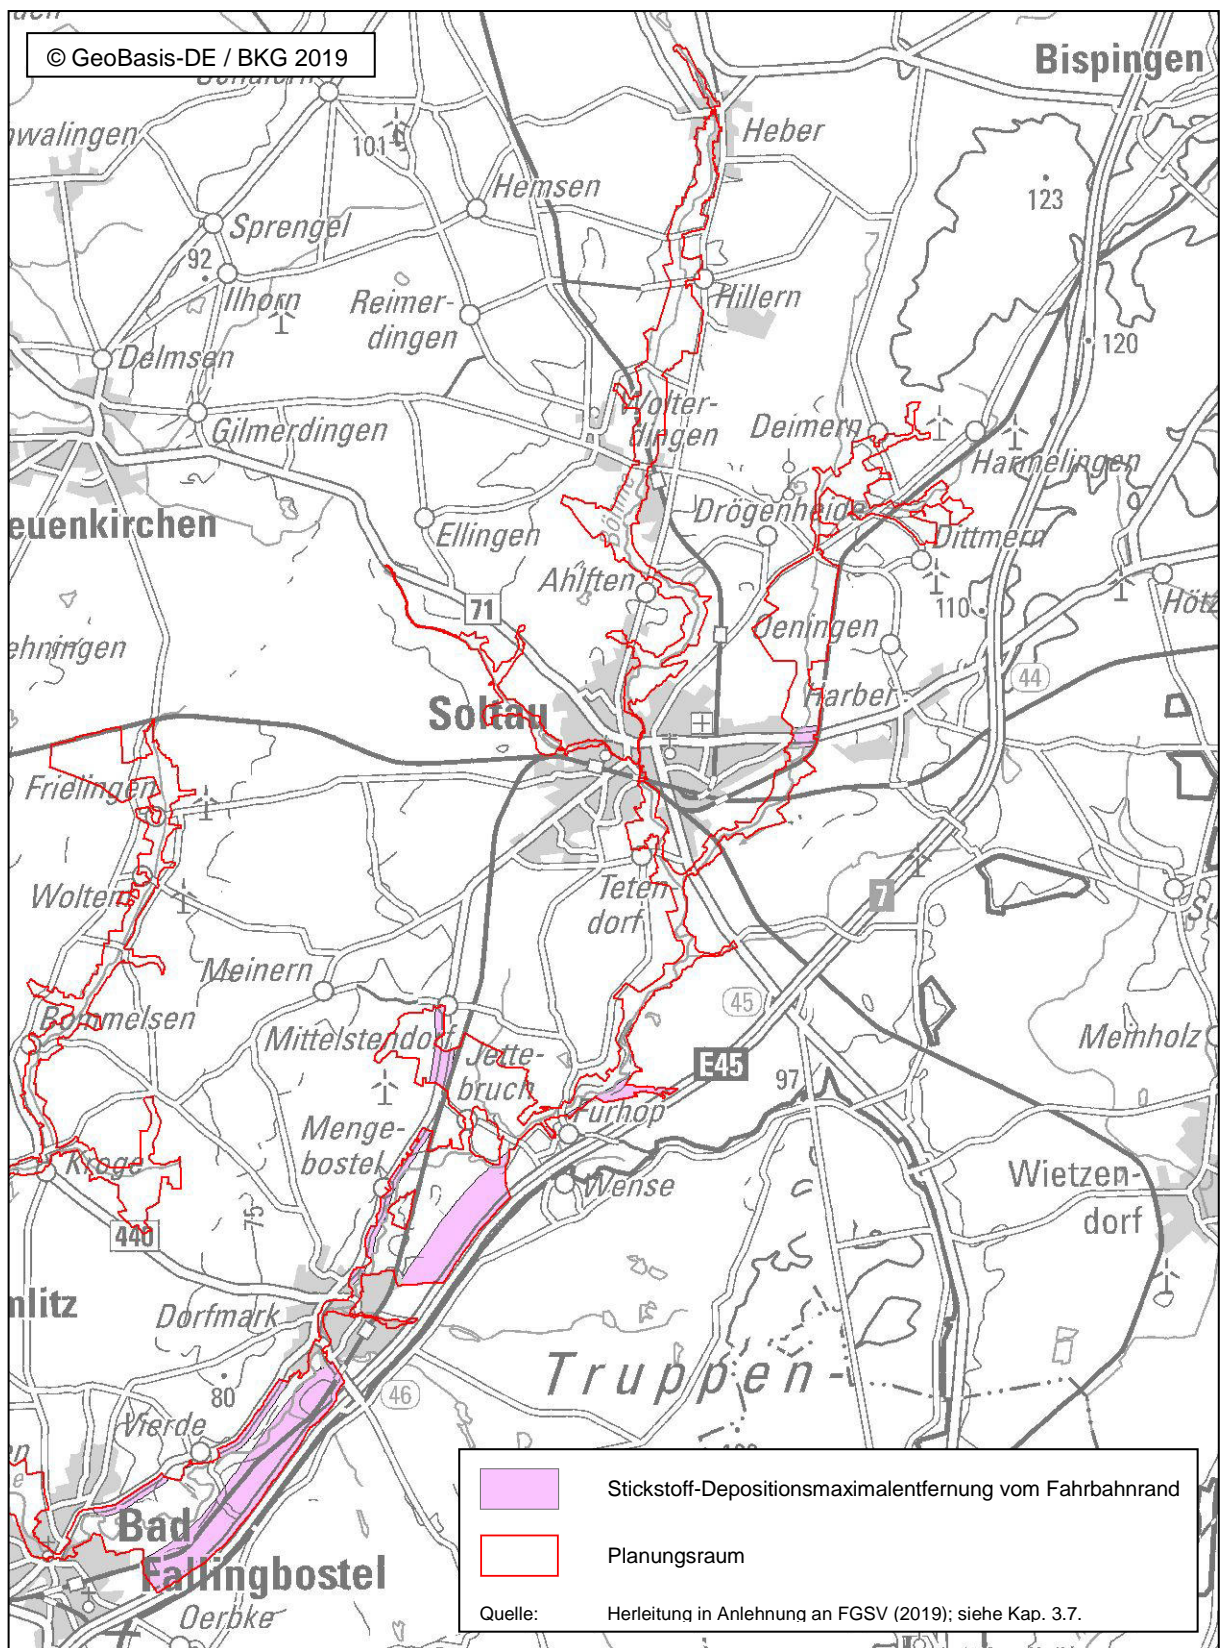 © GeoBasis-DE / BKG 2019
Bispingen
Heber
101
Hemsen
123
Sprengel
92
Ilhorn
Reimer-
dingen
Hillern
120
Delmsen
Gilmerdingen
Wolter-
dingen
Deimern
Harmelingen
euenkirchen
Ellingen
Böhme
Drögenheide
Dittmern
Ahlften
71
110
Hötz
ehningen
Oeningen
44
Soltau
Harber
Frielingen
Woltem
Teten
dorf
7
Su
Meinern
45
Bommelsen
Mittelstendorf
Jette-
bruch
E45
97
Meinholz
Furhop
Menge-
bostel
Kroge
Wense
Wietzen-
dorf
440
75
mlitz
Dorfmark
Truppen-
80
46
Vierde
Bad
Fallingbostel
Oerbke
Stickstoff-Depositionsmaximalentfernung vom Fahrbahnrand
Planungsraum
Quelle: Herleitung in Anlehnung an FGSV (2019); siehe Kap. 3.7.